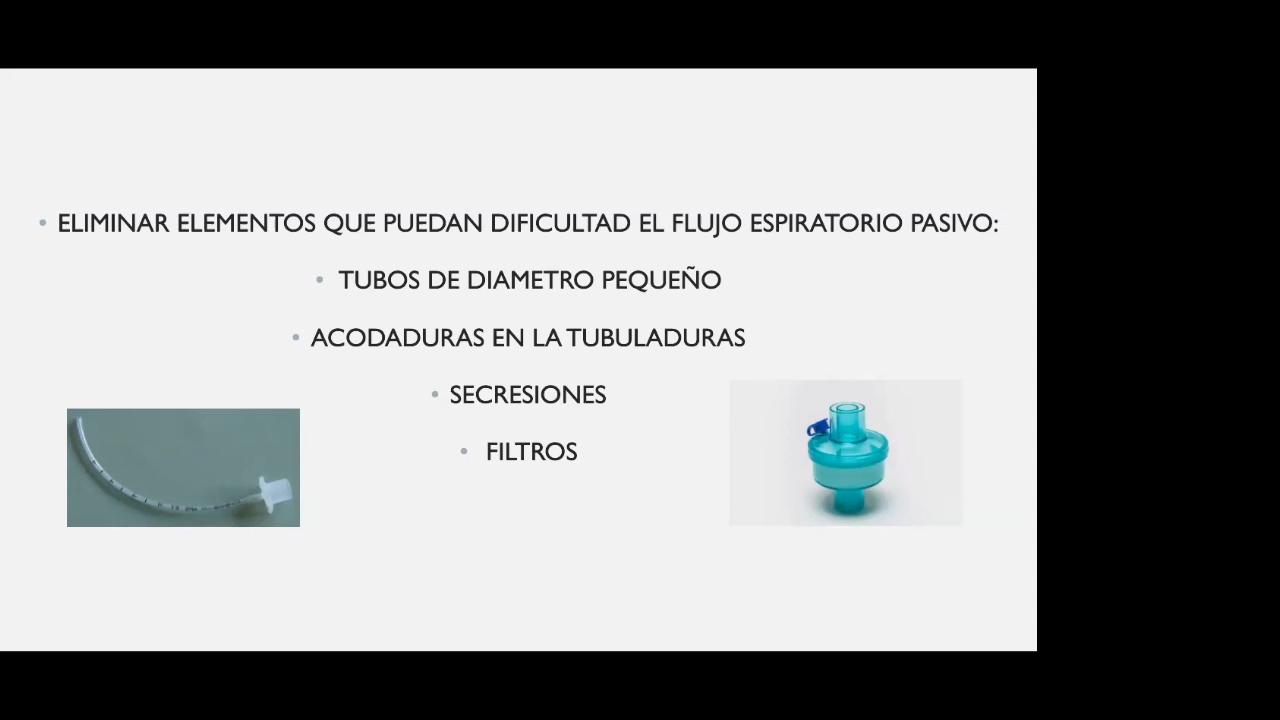 • ELIMINAR ELEMENTOS QUE PUEDAN DIFICULTAD EL FLUJO ESPIRATORIO PASIVO:
• TUBOS DE DIAMETRO PEQUEÑO
• ACODADURAS EN LA TUBULADURAS
• SECRESIONES
• FILTROS